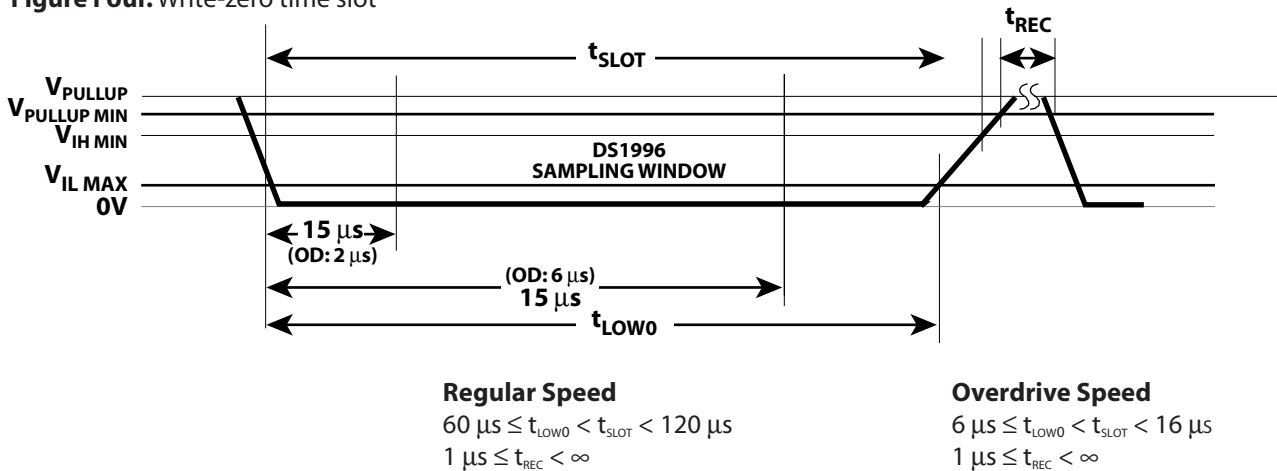 Figure Four: Write-zero time slot
tREC
tSLOT
VPULLUP
VPULLUP MIN
VIH MIN
DS1996
SAMPLING WINDOW
VIL MAX
0V
15 μs
(OD: 2 μs)
(OD: 6 μs)
15 μs
tLOW0
Regular Speed
60 μs ≤ tLOW0 < tSLOT < 120 μs
1 μs ≤ tREC < ∞
Overdrive Speed
6 μs ≤ tLOW0 < tSLOT < 16 μs
1 μs ≤ tREC < ∞